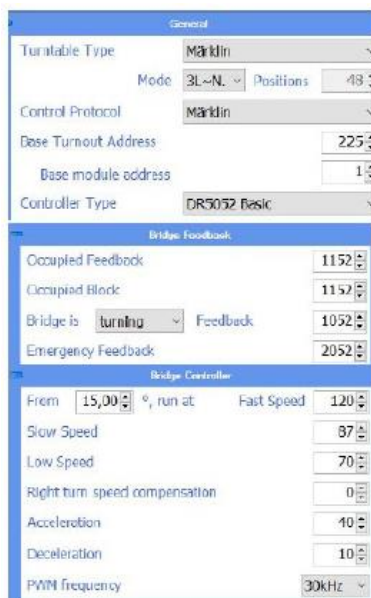 General
Turntable Type Märklin
Mode 3L~N. Positions 48
Control Protocol Märklin
Base Turnout Address 225
Base module address 1
Controller Type DR5052 Basic
Bridge Feedback
Occupied Feedback 1152
Occupied Block 1152
Bridge is turning Feedback 1052
Emergency Feedback 2052
Bridge Controller
From 15,00 °, run at Fast Speed 120
Slow Speed 87
Low Speed 70
Right turn speed compensation 0
Acceleration 40
Deceleration 10
PWM frequency 30kHz